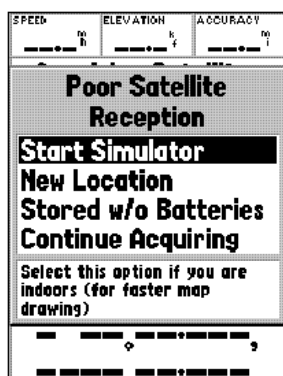 SPEED ELEVATION ACCURACY
Poor Satellite
Reception
Start Simulator
New Location
Stored w/o Batteries
Continue Acquiring
Select this option if you are
indoors (for faster map
drawing)